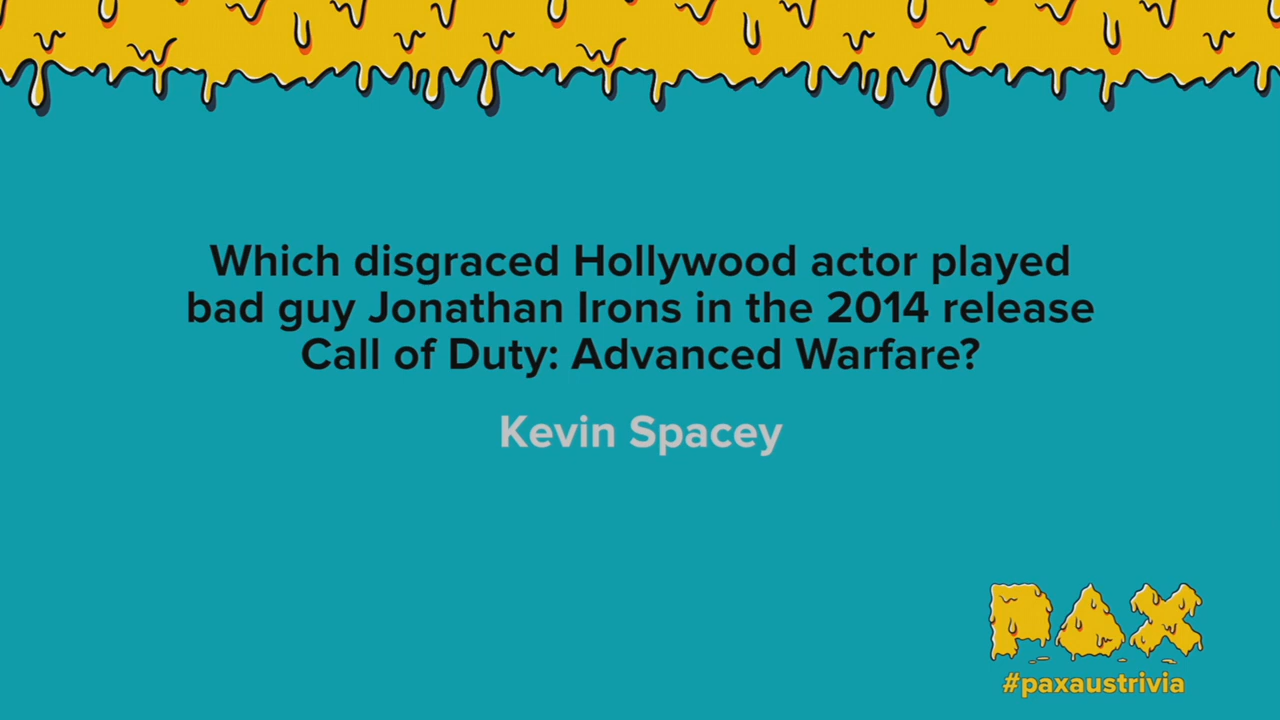 Which disgraced Hollywood actor played
bad guy Jonathan Irons in the 2014 release
Call of Duty: Advanced Warfare?
Kevin Spacey
PAX
#paxaustrivia